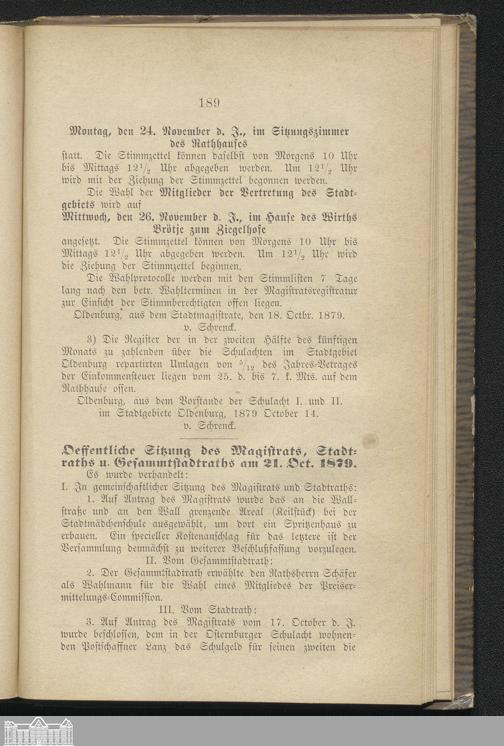 189
Montag, den 24. November d. J., im Sitzungszimmer
des Rathhauses
statt. Die Stimmzettel können daselbst von Morgens 10 Uhr
bis Mittags 12 1/2 Uhr abgegeben werden. Um 12 1/2 Uhr
wird mit der Ziehung der Stimmzettel begonnen werden.
Die Wahl der Mitglieder der Vertretung des Stadt-
gebiets wird auf
Mittwoch, den 26. November d. J., im Hause des Wirths
Brötje zum Ziegelhofe
angesetzt. Die Stimmzettel können von Morgens 10 Uhr bis
Mittags 12 1/2 Uhr abgegeben werden. Um 12 1/2 Uhr wird
die Ziehung der Stimmzettel beginnen.
Die Wahlprotocolle werden mit den Stimmlisten 7 Tage
lang nach den betr. Wahlterminen in der Magistratsregistratur
zur Einsicht der Stimmberechtigten offen liegen.
Oldenburg, aus dem Stadtmagistrate, den 18. Octbr. 1879.
v. Schrenck.
3) Die Register der in der zweiten Hälfte des künftigen
Monats zu zahlenden über die Schulachten im Stadtgebiet
Oldenburg repartirten Umlagen von 5/12 des Jahres-Betrages
der Einkommensteuer liegen vom 25. d. bis 7. k. Mts. auf dem
Rathhause offen.
Oldenburg, aus dem Vorstande der Schulacht I. und II.
im Stadtgebiete Oldenburg, 1879 October 14.
v. Schrenck.
Oeffentliche Sitzung des Magistrats, Stadt-
raths u. Gesammtstadtraths am 21. Oct. 1879.
Es wurde verhandelt:
I. In gemeinschaftlicher Sitzung des Magistrats und Stadtraths:
1. Auf Antrag des Magistrats wurde das an die Wall-
straße und an den Wall grenzende Areal (Keilstück) bei der
Stadtmädchenschule ausgewählt, um dort ein Spritzenhaus zu
erbauen. Ein specieller Kostenanschlag für das letztere ist der
Versammlung demnächst zu weiterer Beschlußfassung vorzulegen.
II. Vom Gesammtstadtrath:
2. Der Gesammtstadtrath erwählte den Rathsherrn Schäfer
als Wahlmann für die Wahl eines Mitgliedes der Preiser-
mittelungs-Commission.
III. Vom Stadtrath:
3. Auf Antrag des Magistrats vom 17. October d. J.
wurde beschlossen, dem in der Osternburger Schulacht wohnen-
den Postschaffner Lanz das Schulgeld für seinen zweiten die